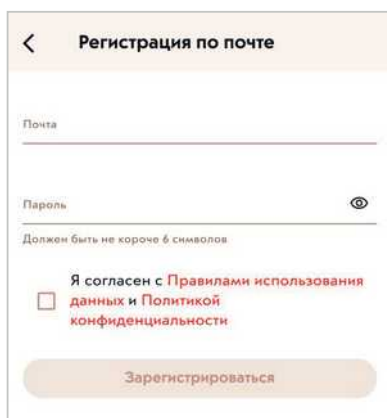 Регистрация по почте
Почта
Пароль
Должен быть не короче 6 символов
Я согласен с Правилами использования
данных и Политикой
конфиденциальности
Зарегистрироваться